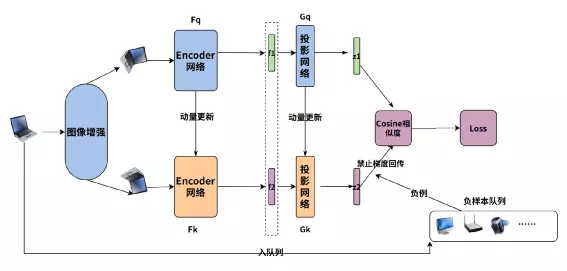 Fq
Gq
Encoder
网络
f1
投影网络
z1
图像增强
动量更新
动量更新
Cosine相
似度
Loss
禁止梯度回传
Encoder
网络
f2
投影网络
z2
负例
负样本队列
······
Fk
Gk
入队列